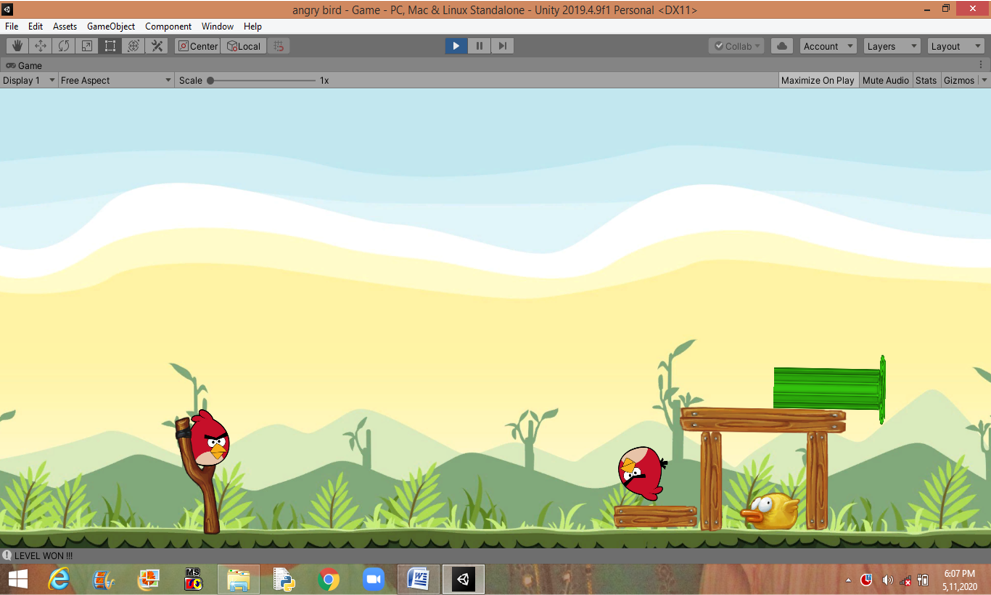 angry bird - Game - PC, Mac & Linux Standalone - Unity 2019.4.9f1 Personal <DX11>
File Edit Assets GameObject Component Window Help
Center Local Collab Account Layers Layout
Game
Display 1 Free Aspect Scale 1x Maximize On Play Mute Audio Stats Gizmos
LEVEL WON !!!
6:07 PM
5,11,2020